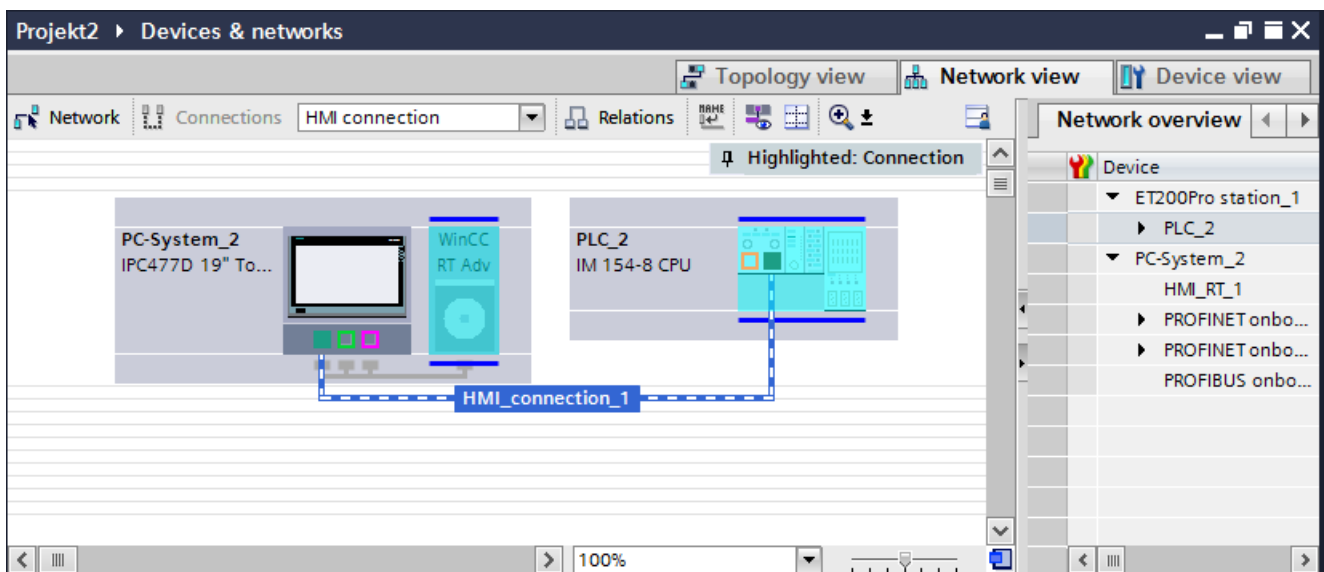 Projekt2 ▸ Devices & networks
Topology view
Network view
Device view
Network
Connections
HMI connection
Relations
NAME
Network overview
Highlighted: Connection
Device
ET200Pro station_1
PLC_2
PC-System_2
HMI_RT_1
PROFINET onbo...
PROFINET onbo...
PROFIBUS onbo...
PC-System_2
IPC477D 19" To...
WinCC
RT Adv
PLC_2
IM 154-8 CPU
HMI_connection_1
100%